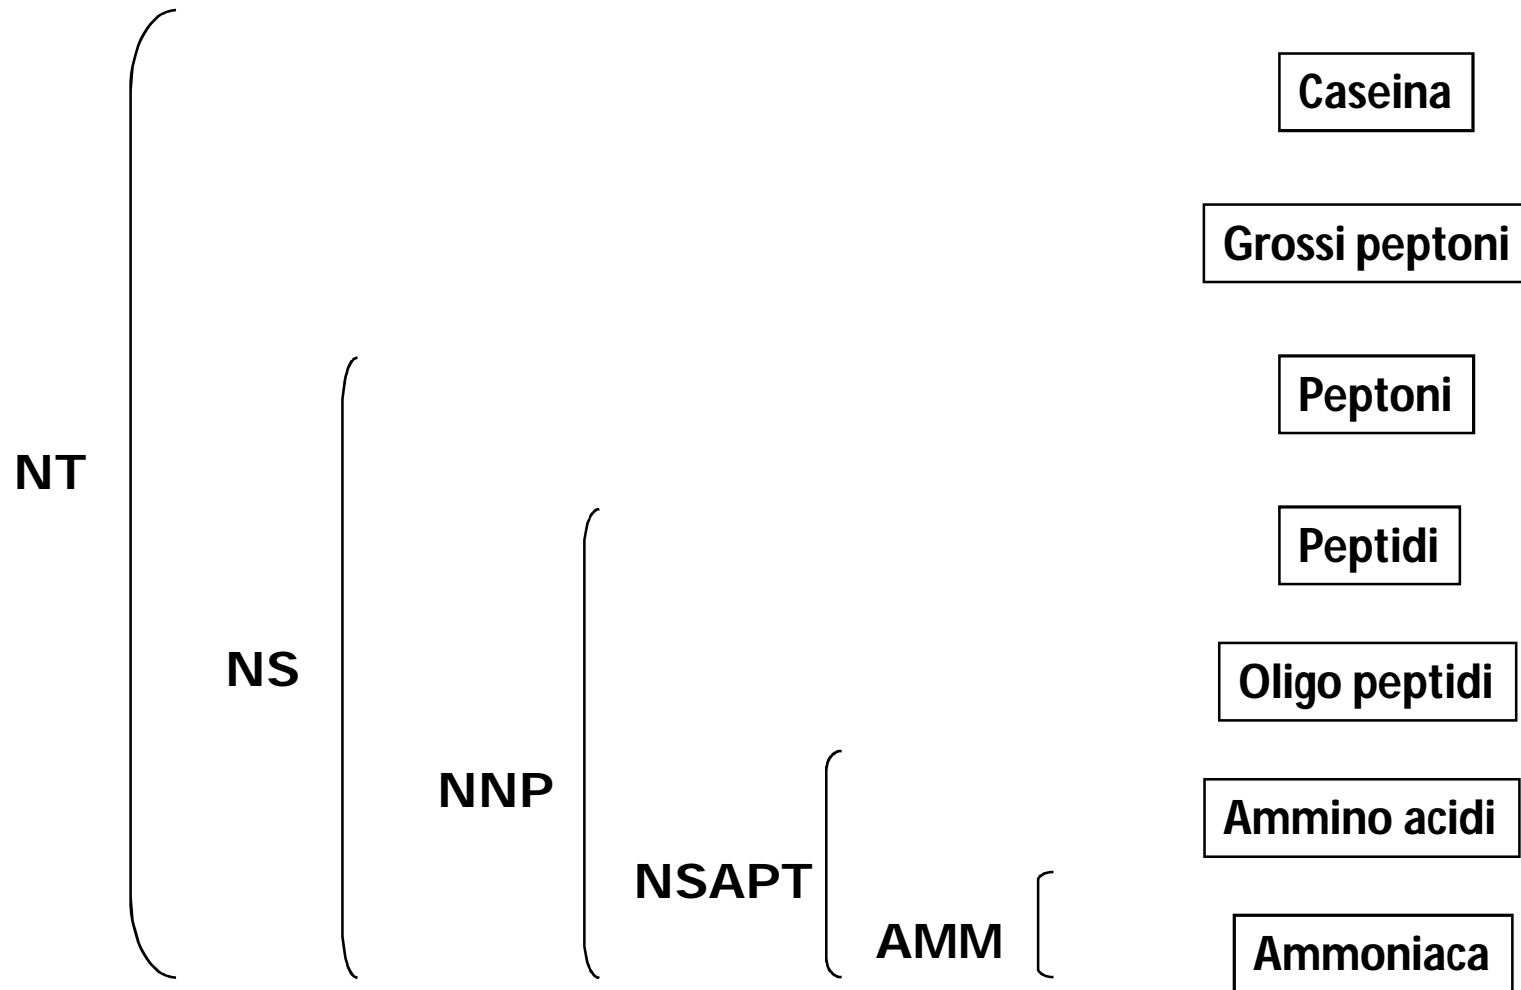 Caseina
Grossi peptoni
Peptoni
NT
Peptidi
NS
Oligo peptidi
NNP
Ammino acidi
NSAPT
AMM
Ammoniaca